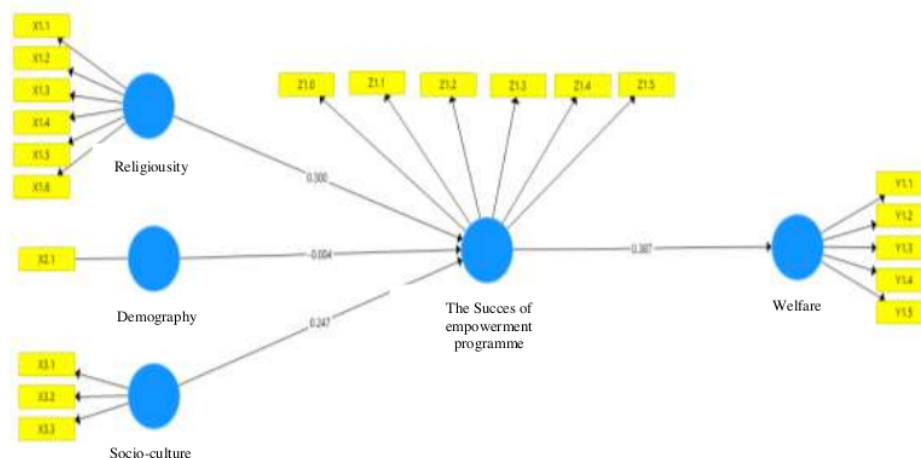 X1.1
X1.2
X1.3
X1.4
X1.5
X1.6
Religiousity
Z1.0
Z1.1
Z1.2
Z1.3
Z1.4
Z1.5
0.300
X2.1
Demography
-0.004
The Succes of
empowerment
programme
0.387
Welfare
Y1.1
Y1.2
Y1.3
Y1.4
Y1.5
X3.1
X3.2
X3.3
0.247
Socio-culture